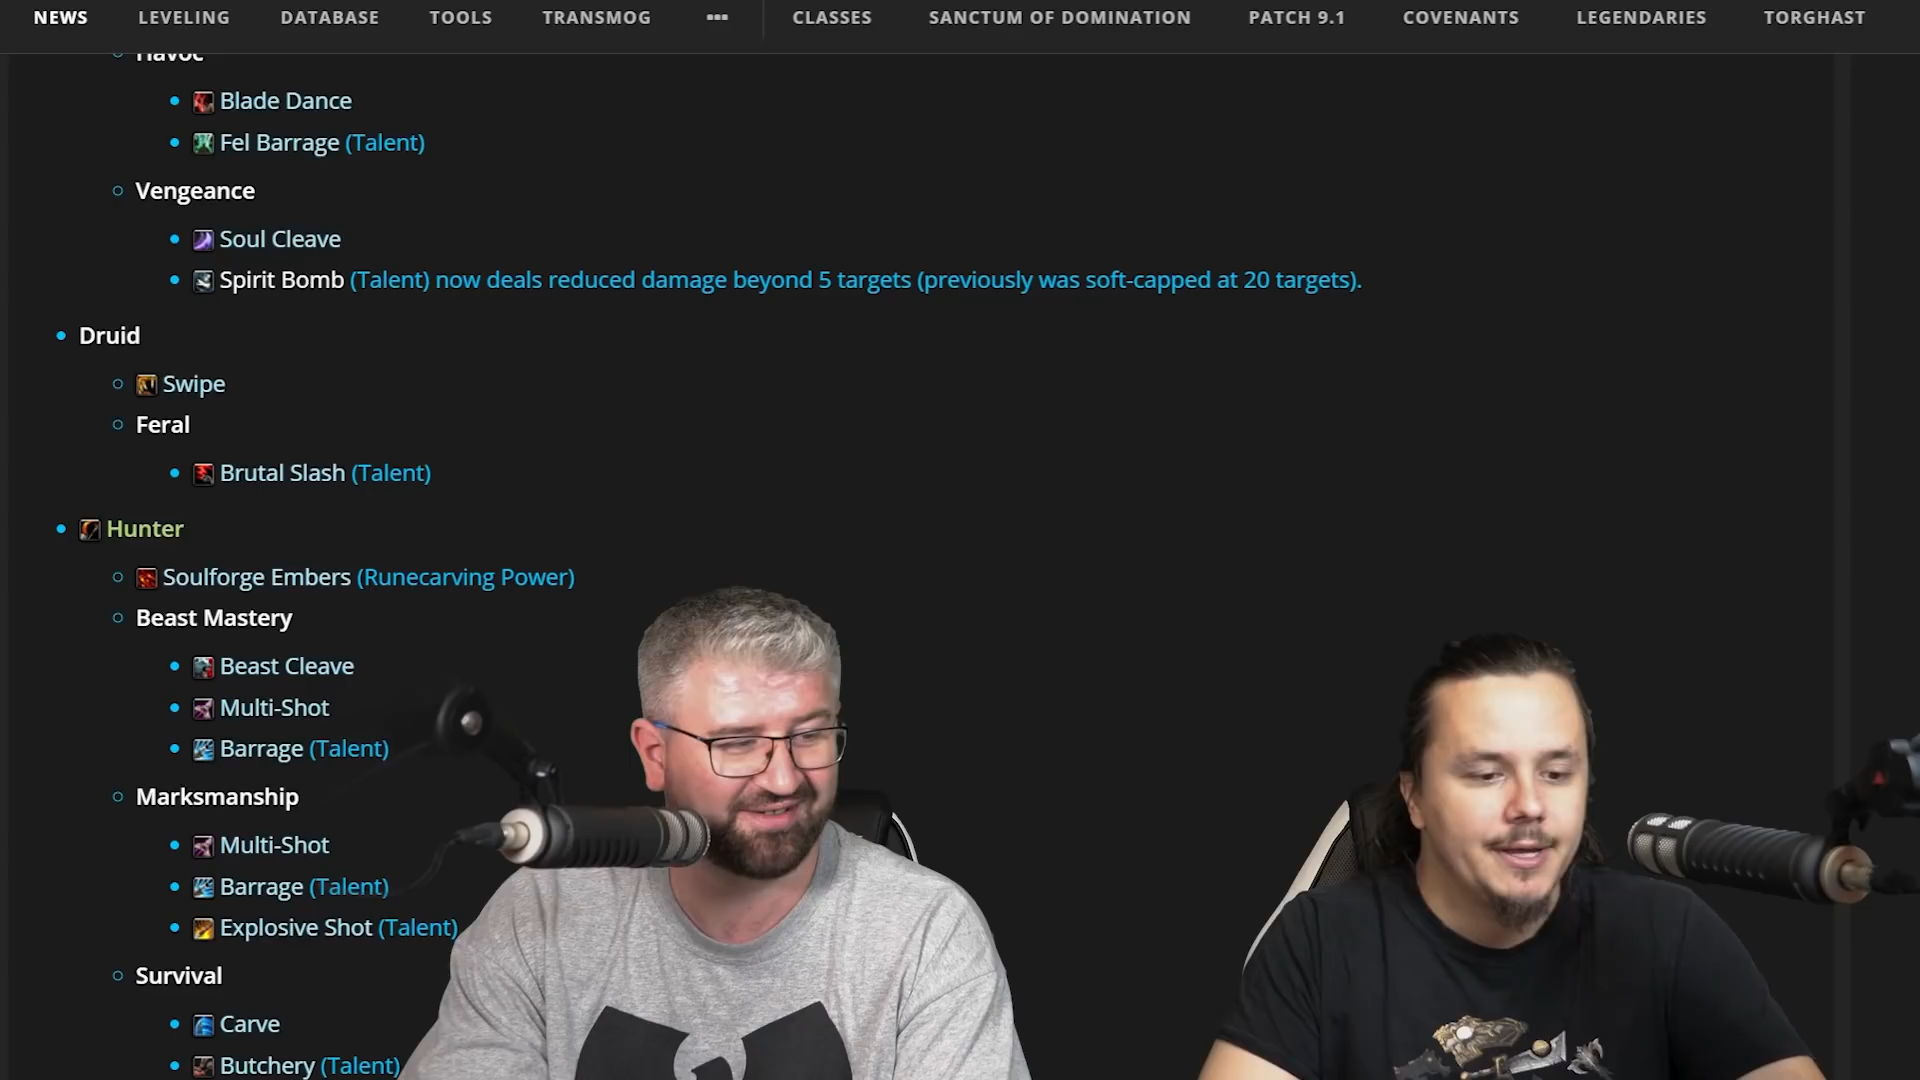 NEWS LEVELING DATABASE TOOLS TRANSMOG ••• CLASSES SANCTUM OF DOMINATION PATCH 9.1 COVENANTS LEGENDARIES TORGHAST
Havoc
Blade Dance
Fel Barrage (Talent)
Vengeance
Soul Cleave
Spirit Bomb (Talent) now deals reduced damage beyond 5 targets (previously was soft-capped at 20 targets).
Druid
Swipe
Feral
Brutal Slash (Talent)
Hunter
Soulforge Embers (Runecarving Power)
Beast Mastery
Beast Cleave
Multi-Shot
Barrage (Talent)
Marksmanship
Multi-Shot
Barrage (Talent)
Explosive Shot (Talent)
Survival
Carve
Butchery (Talent)